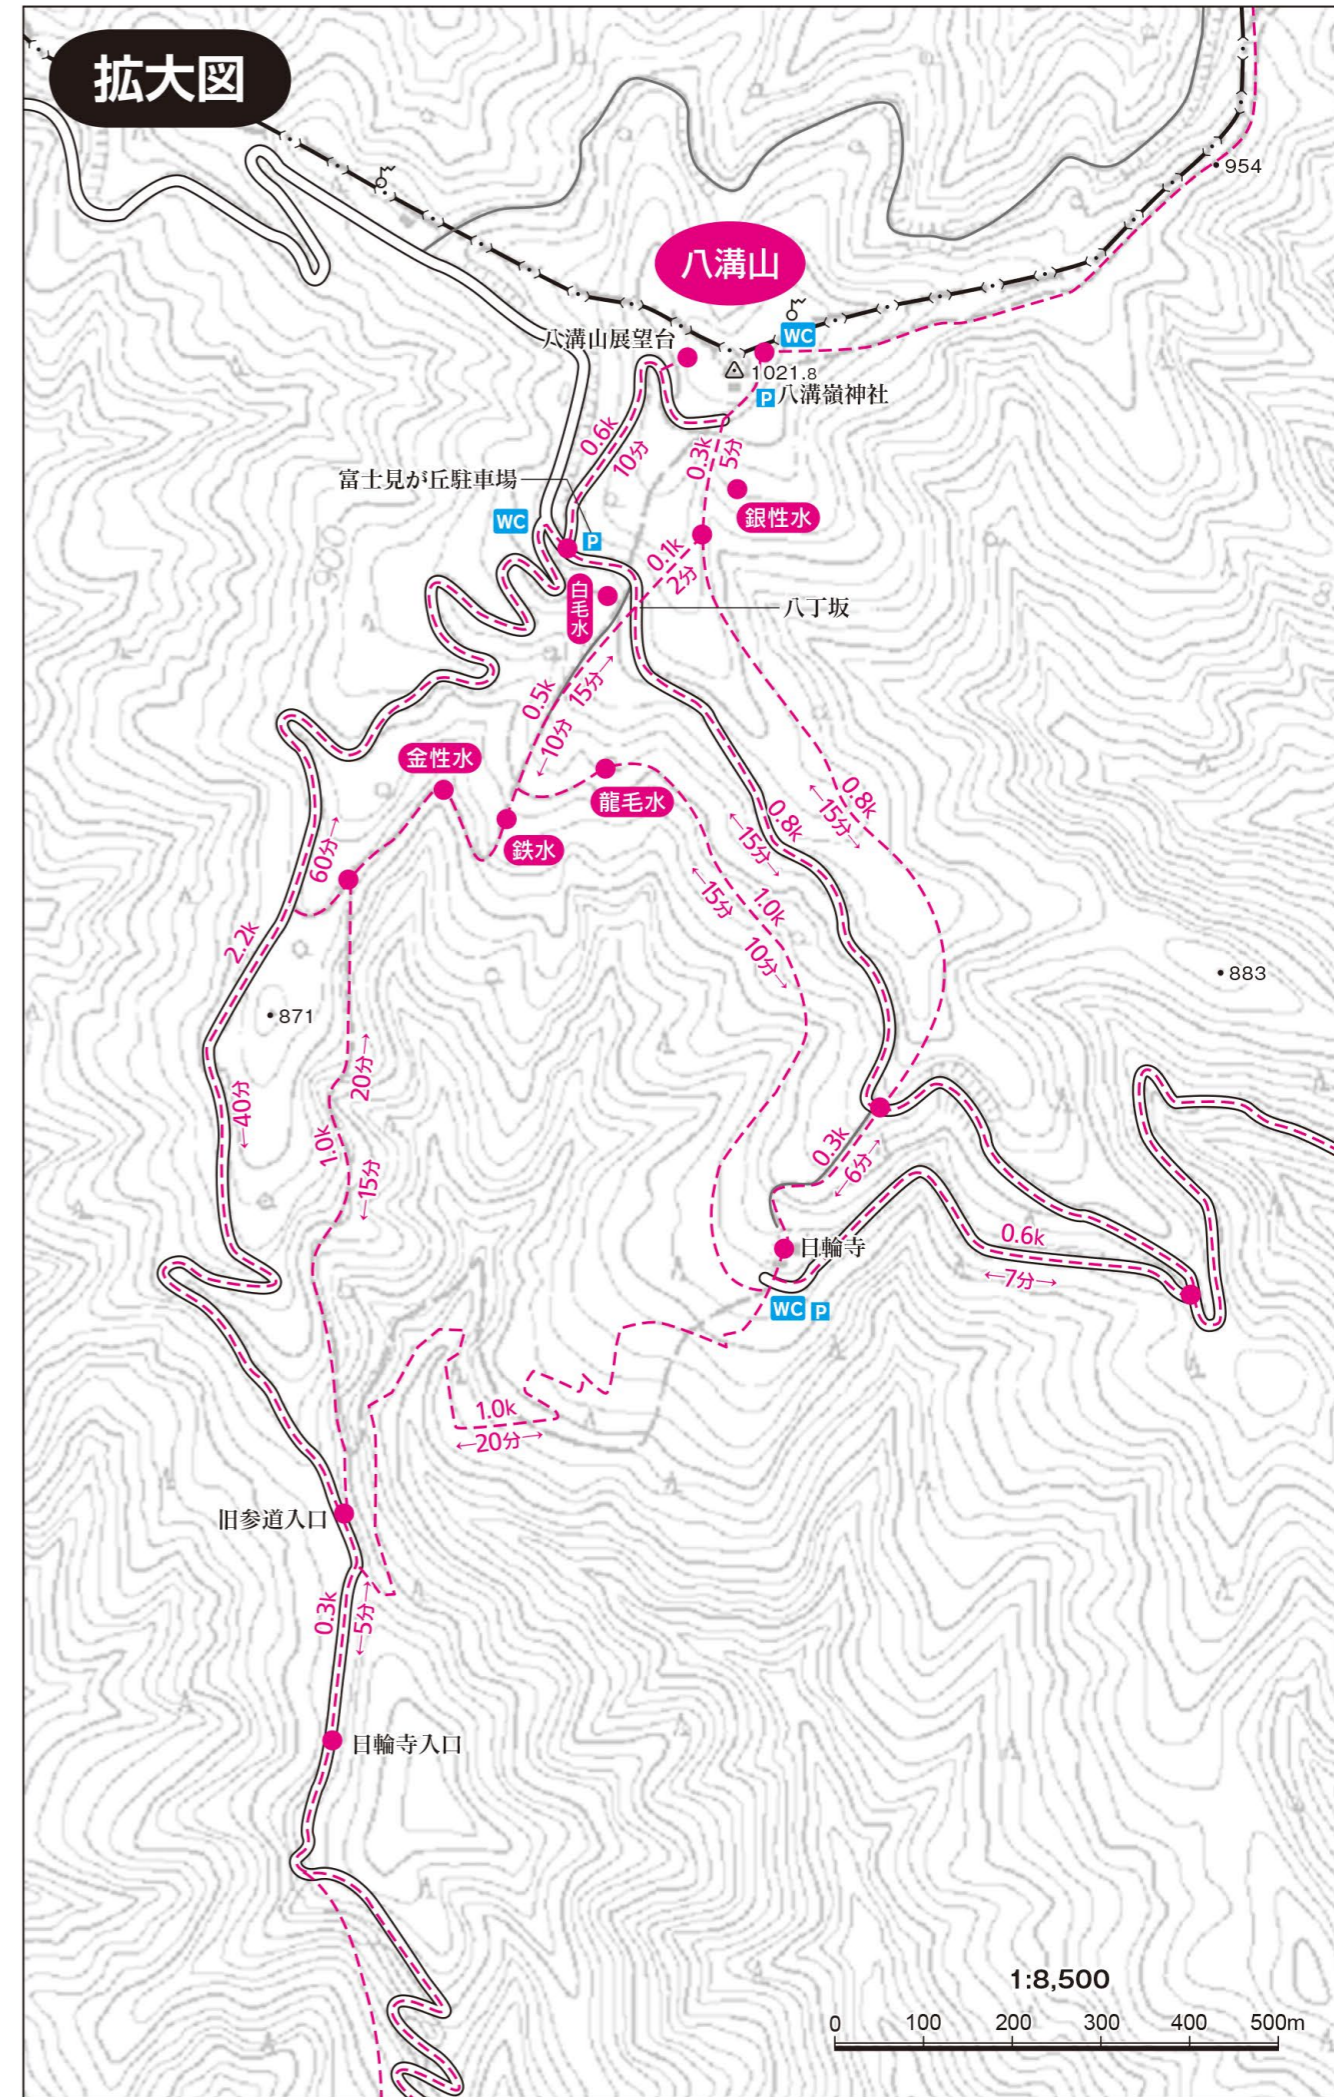 拡大図
954
八溝山
WC
八溝山展望台
1021.8
P
八溝嶺神社
0.6k
10分
0.3k
5分
富士見が丘駐車場
WC
P
銀性水
0.1k
2分
白毛水
八丁坂
0.5k
15分→
←10分
金性水
龍毛水
鉄水
0.8k
←15分→
0.8k
←15分→
60分→
←15分
1.0k
10分→
2.2k
883
871
20分→
←40分
1.0k
←15分
0.3k
←6分→
日輪寺
0.6k
←7分→
WC
P
1.0k
←20分→
旧参道入口
0.3k
←5分→
日輪寺入口
1:8,500
0 100 200 300 400 500m